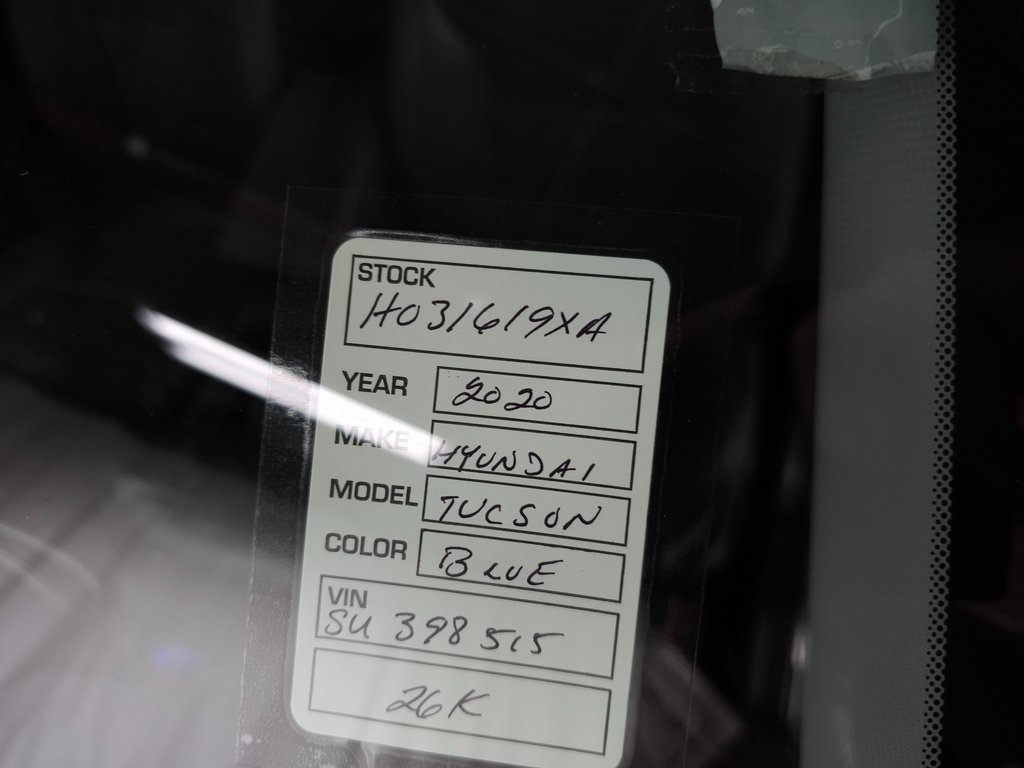 STOCK
H031619XA
YEAR 2020
MAKE HYUNDAI
MODEL TUCSON
COLOR BLUE
VIN
SU 398515
26K